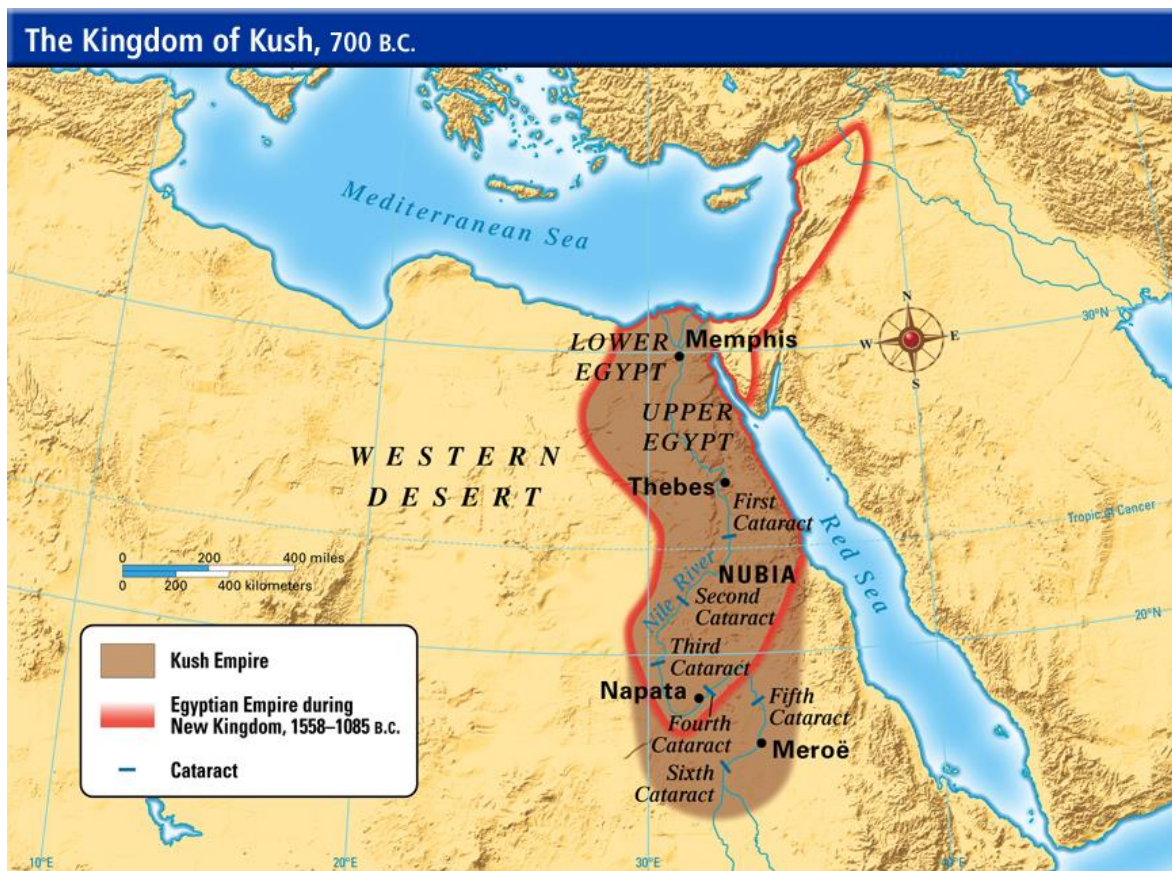 The Kingdom of Kush, 700 B.C.
Mediterranean Sea
30°N
N
W E
S
LOWER
EGYPT
Memphis
UPPER
EGYPT
WESTERN
DESERT
Thebes
First
Cataract
Tropic of Cancer
Red Sea
0 200 400 miles
0 200 400 kilometers
NUBIA
Nile River
Second
Cataract
20°N
Third
Cataract
Napata
Fourth
Cataract
Fifth
Cataract
Meroë
Sixth
Cataract
Kush Empire
Egyptian Empire during
New Kingdom, 1558–1085 B.C.
Cataract
10°E
20°E
30°E
40°E